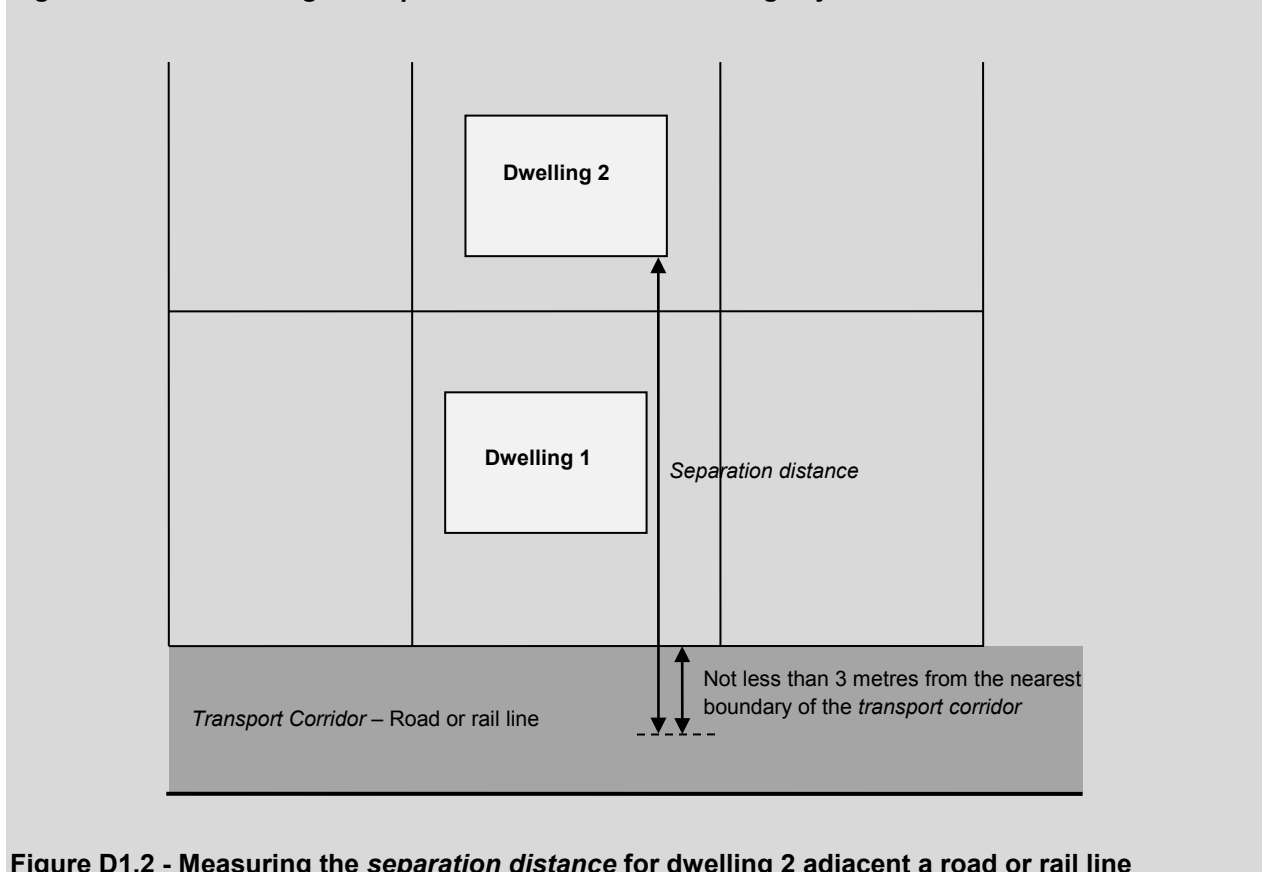 Dwelling 2
Dwelling 1
Separation distance
Not less than 3 metres from the nearest
boundary of the transport corridor
Transport Corridor – Road or rail line
Figure D1.2 - Measuring the separation distance for dwelling 2 adjacent a road or rail line